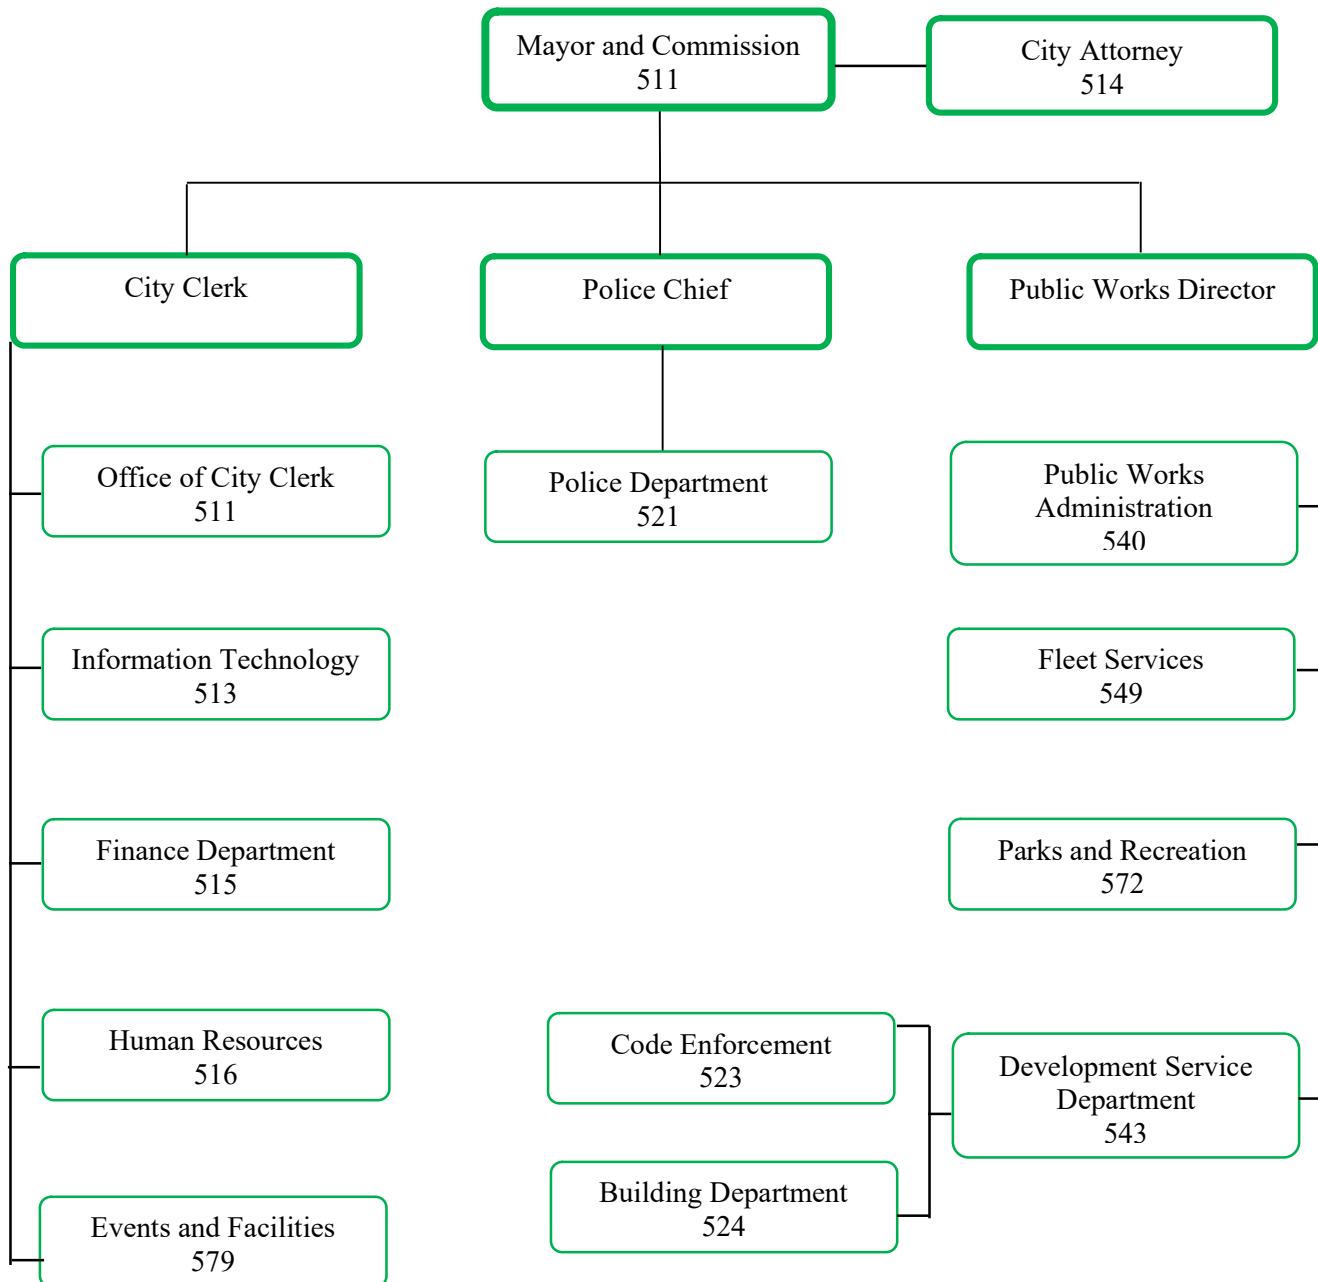 Mayor and Commission
511
City Attorney
514
City Clerk
Police Chief
Public Works Director
Office of City Clerk
511
Police Department
521
Public Works
Administration
540
Information Technology
513
Fleet Services
549
Finance Department
515
Parks and Recreation
572
Human Resources
516
Code Enforcement
523
Development Service
Department
543
Building Department
524
Events and Facilities
579